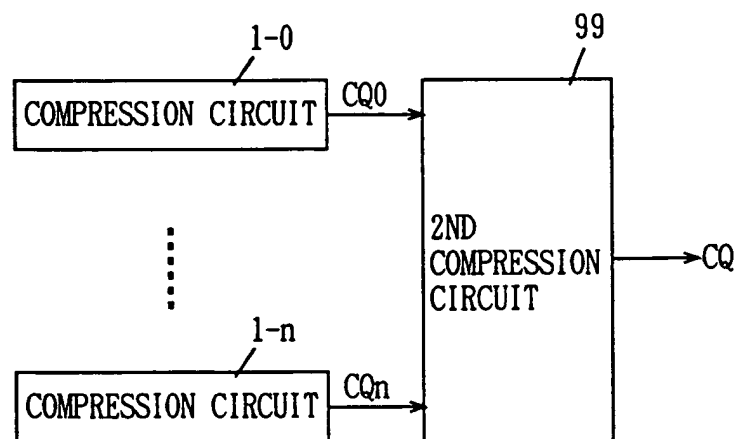 1-0
99
COMPRESSION CIRCUIT
CQ0
2ND
COMPRESSION
CIRCUIT
CQ
1-n
COMPRESSION CIRCUIT
CQn